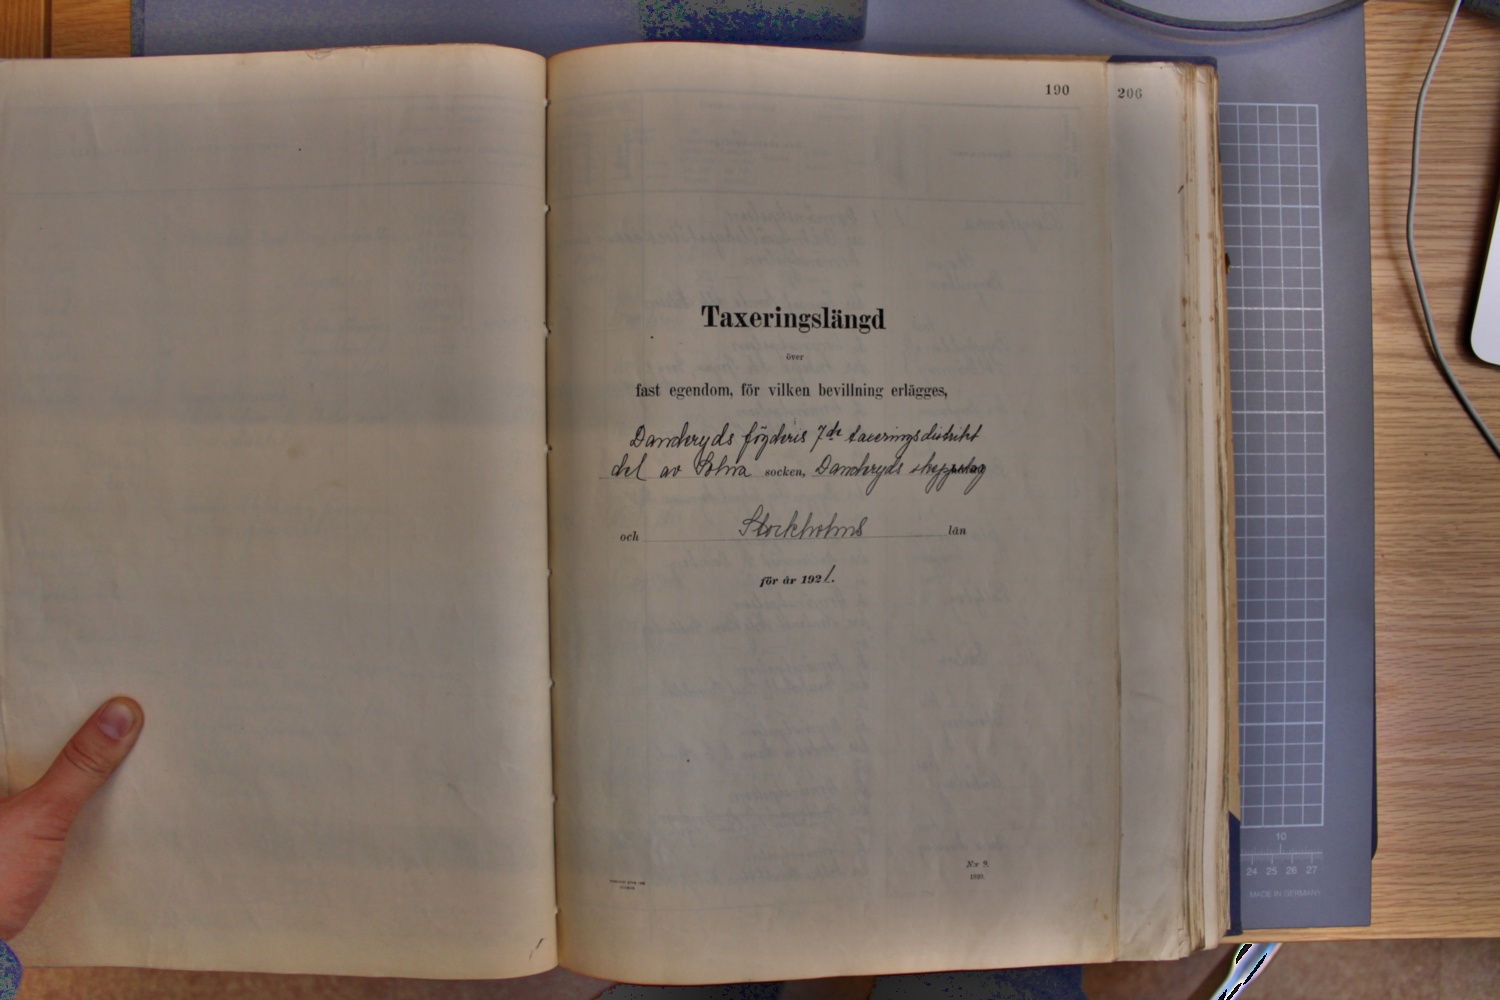 190
206
Taxeringslängd
över
fast egendom, för vilken bevillning erlägges,
Danderyds fögderis 7de taxeringsdistrikt
del av Solna socken, Danderyds skeppslag
och Stockholms län
för år 1921.
N:r 9.
1920.
10
24 25 26 27
MADE IN GERMANY